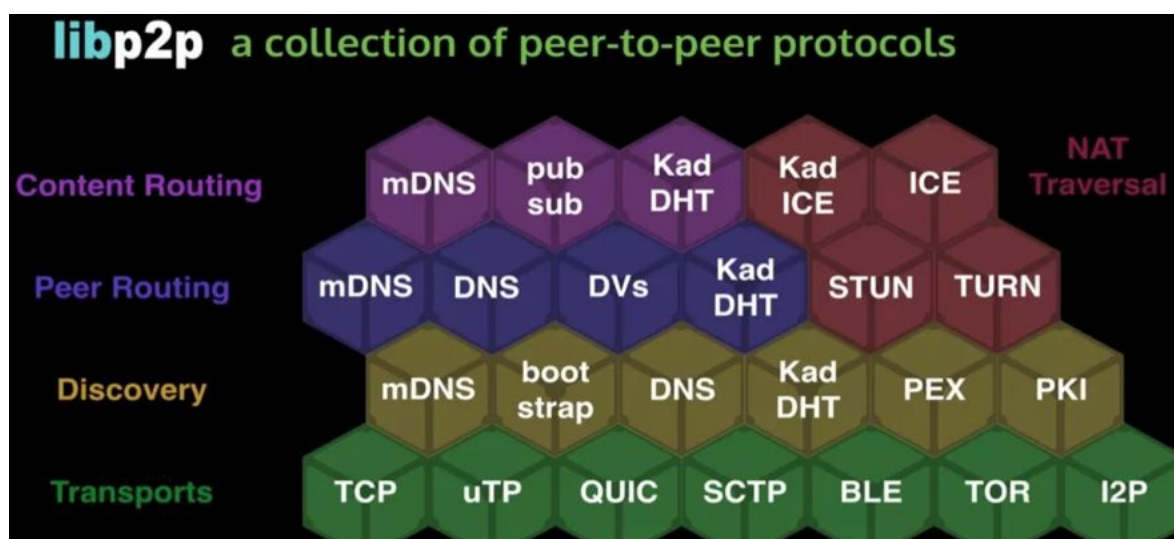 libp2p a collection of peer-to-peer protocols
Content Routing
mDNS
pub
sub
Kad
DHT
Kad
ICE
ICE
NAT
Traversal
Peer Routing
mDNS
DNS
DVs
Kad
DHT
STUN
TURN
Discovery
mDNS
boot
strap
DNS
Kad
DHT
PEX
PKI
Transports
TCP
uTP
QUIC
SCTP
BLE
TOR
I2P